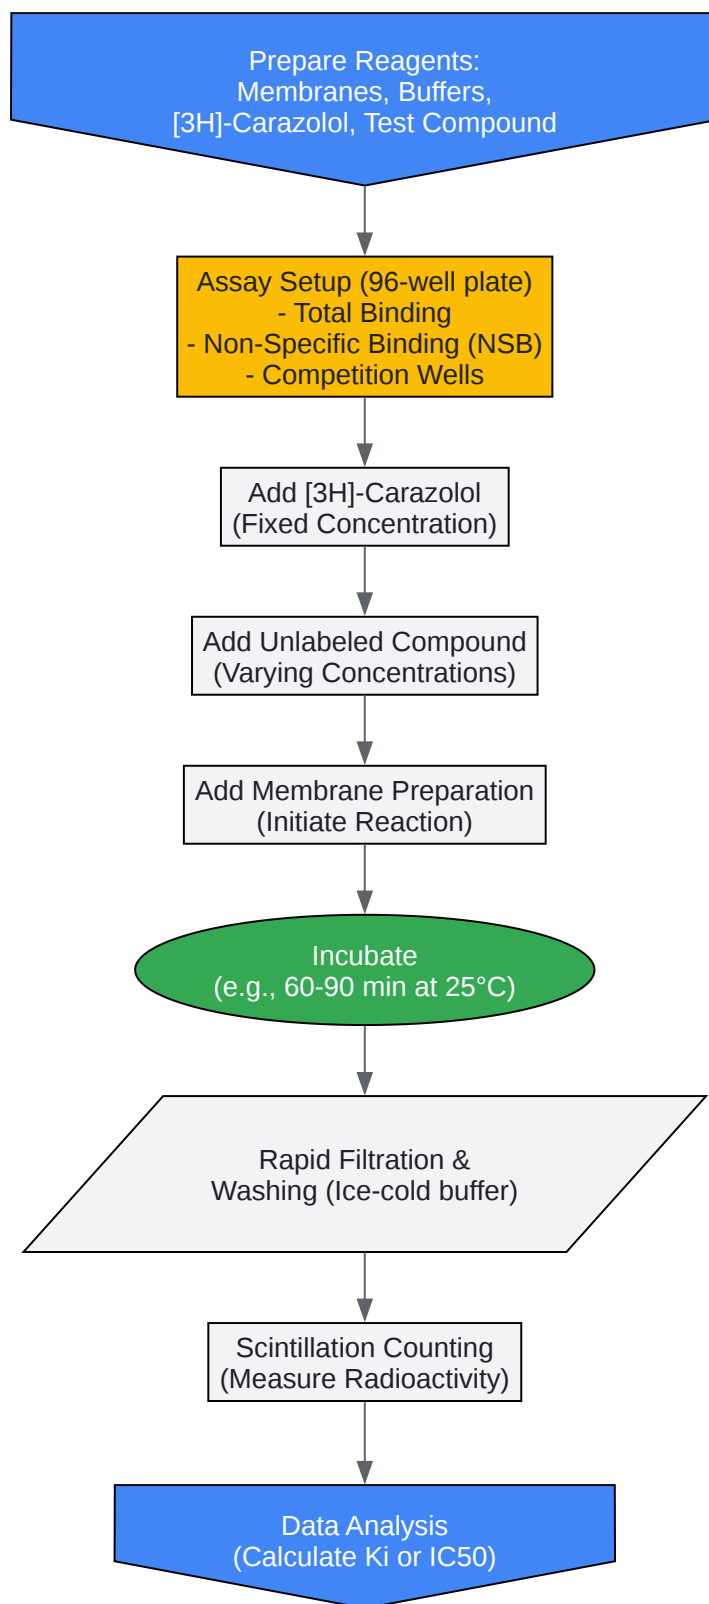 Prepare Reagents:
Membranes, Buffers,
[3H]-Carazolol, Test Compound
Assay Setup (96-well plate)
- Total Binding
- Non-Specific Binding (NSB)
- Competition Wells
Add [3H]-Carazolol
(Fixed Concentration)
Add Unlabeled Compound
(Varying Concentrations)
Add Membrane Preparation
(Initiate Reaction)
Incubate
(e.g., 60-90 min at 25°C)
Rapid Filtration &
Washing (Ice-cold buffer)
Scintillation Counting
(Measure Radioactivity)
Data Analysis
(Calculate Ki or IC50)